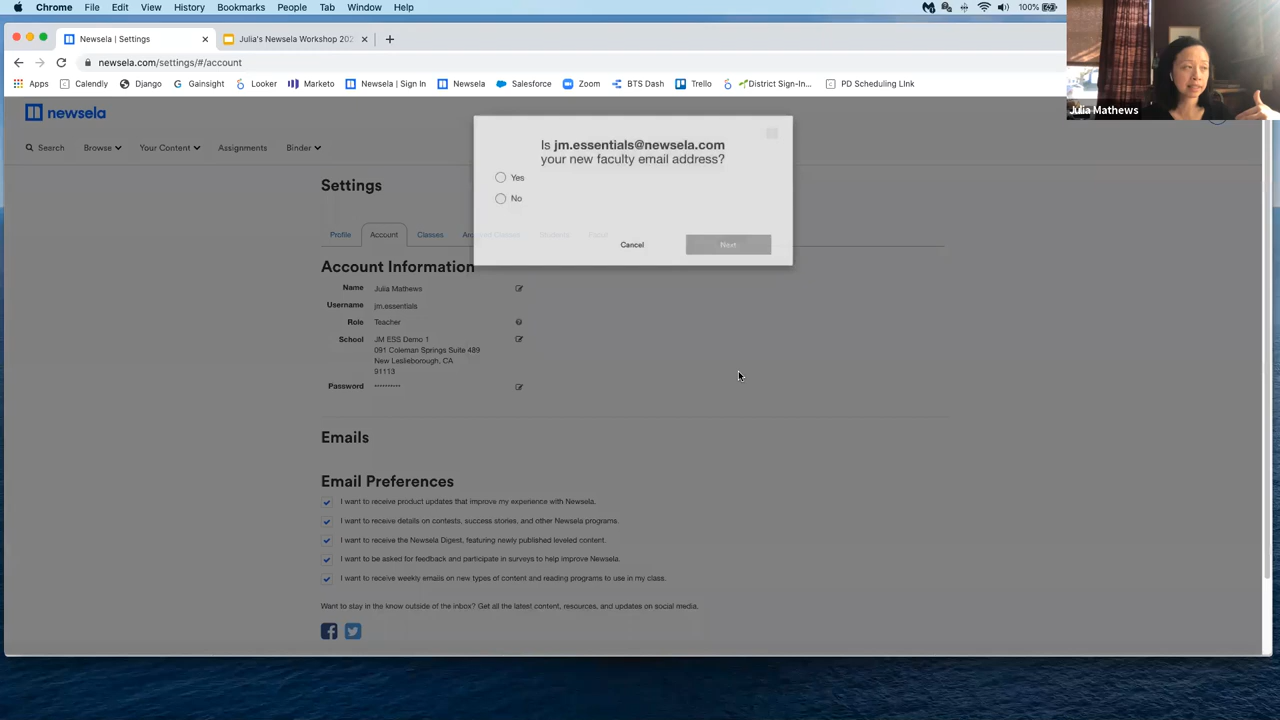 Chrome File Edit View History Bookmarks People Tab Window Help 100%
Newsela | Settings Julia's Newsela Workshop 202
newsela.com/settings/#/account
Apps Calendly Django Gainsight Looker Marketo Newsela | Sign In Newsela Salesforce Zoom BTS Dash Trello District Sign-In... PD Scheduling LInk
Julia Mathews
newsela
Search Browse Your Content Assignments Binder
Is jm.essentials@newsela.com
your new faculty email address?
Yes
No
Cancel Next
Settings
Profile Account Classes Students
Account Information
Name Julia Mathews
Username jm.essentials
Role Teacher
School JM ESS Demo 1
091 Coleman Springs Suite 489
New Leslieborough, CA
91113
Password ••••••••••
Emails
Email Preferences
I want to receive product updates that improve my experience with Newsela.
I want to receive details on contests, success stories, and other Newsela programs.
I want to receive the Newsela Digest, featuring newly published leveled content.
I want to be asked for feedback and participate in surveys to help improve Newsela.
I want to receive weekly emails on new types of content and reading programs to use in my class.
Want to stay in the know outside of the inbox? Get all the latest content, resources, and updates on social media.